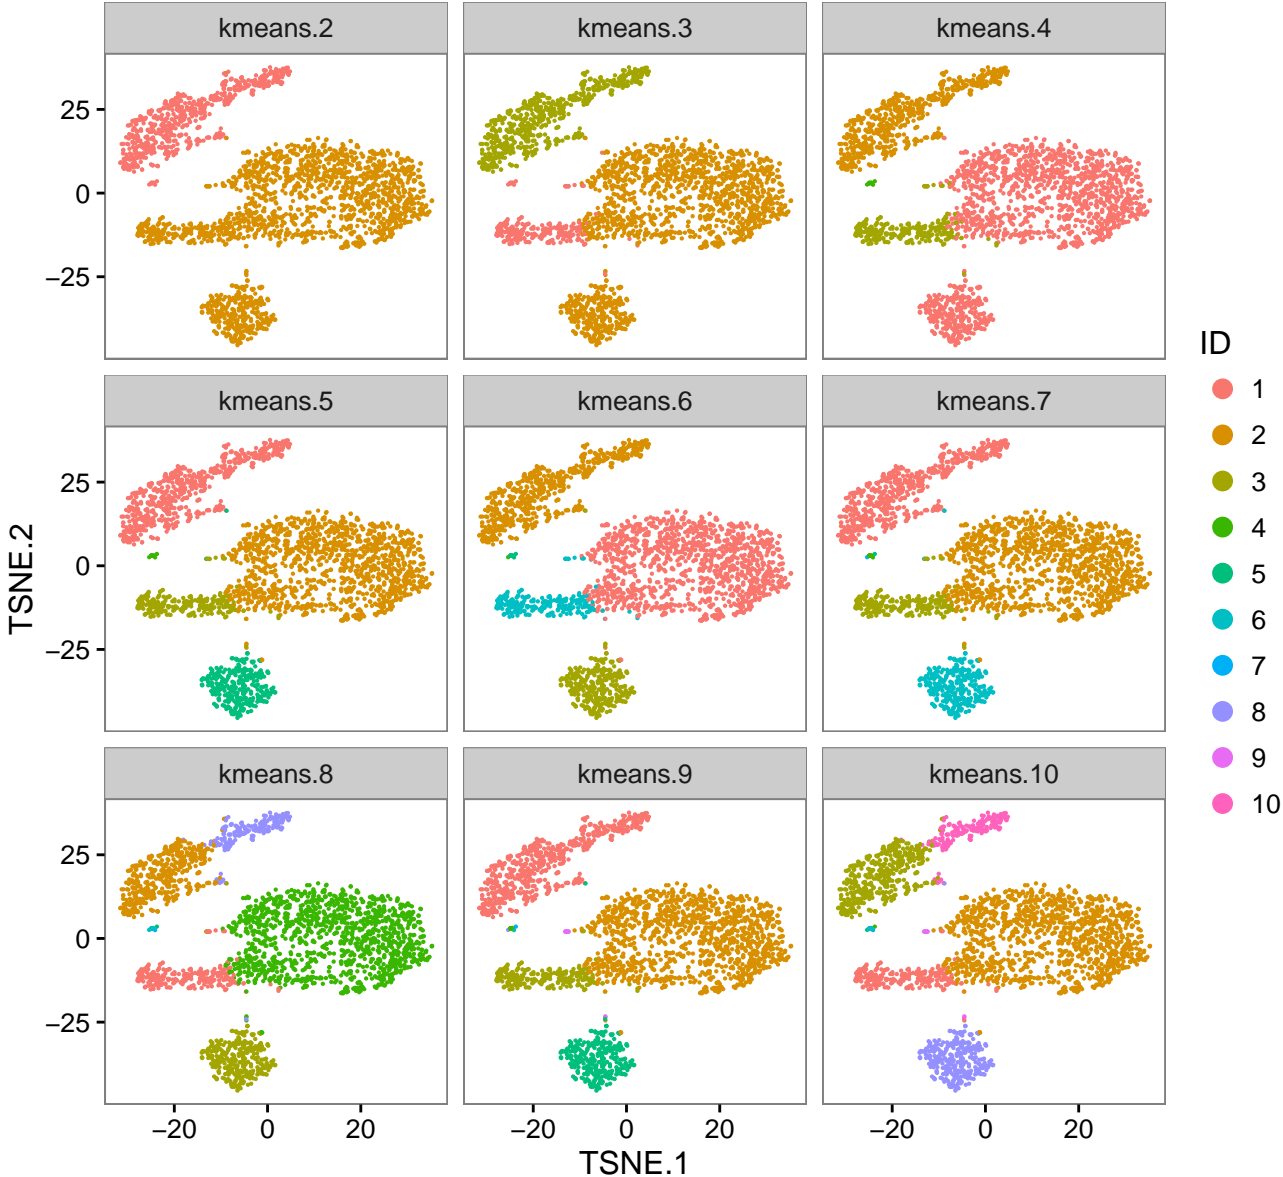 kmeans.2 kmeans.3 kmeans.4
25
0
−25
kmeans.5 kmeans.6 kmeans.7
25
0
−25
kmeans.8 kmeans.9 kmeans.10
25
0
−25
−20 0 20 −20 0 20 −20 0 20
TSNE.1
TSNE.2
ID
1
2
3
4
5
6
7
8
9
10